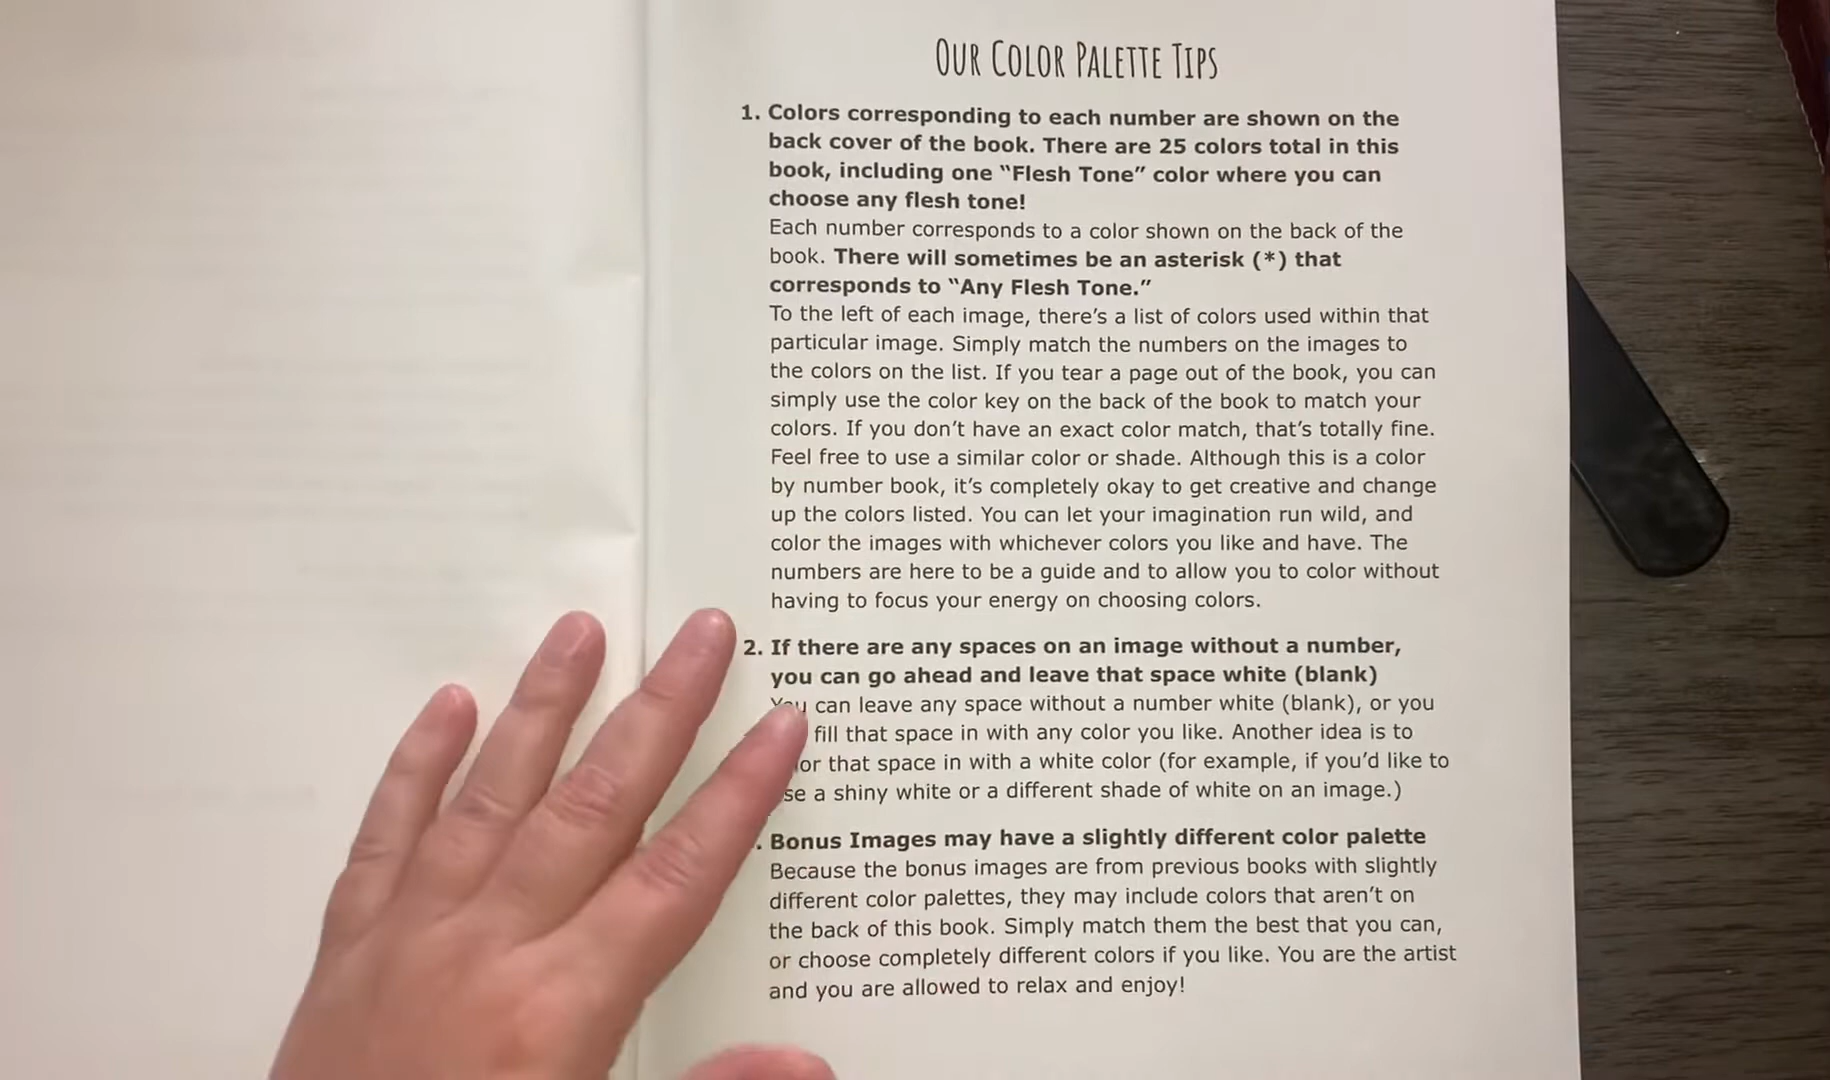 OUR COLOR PALETTE TIPS
1. Colors corresponding to each number are shown on the
back cover of the book. There are 25 colors total in this
book, including one “Flesh Tone” color where you can
choose any flesh tone!
Each number corresponds to a color shown on the back of the
book. There will sometimes be an asterisk (*) that
corresponds to “Any Flesh Tone.”
To the left of each image, there’s a list of colors used within that
particular image. Simply match the numbers on the images to
the colors on the list. If you tear a page out of the book, you can
simply use the color key on the back of the book to match your
colors. If you don’t have an exact color match, that’s totally fine.
Feel free to use a similar color or shade. Although this is a color
by number book, it’s completely okay to get creative and change
up the colors listed. You can let your imagination run wild, and
color the images with whichever colors you like and have. The
numbers are here to be a guide and to allow you to color without
having to focus your energy on choosing colors.
2. If there are any spaces on an image without a number,
you can go ahead and leave that space white (blank)
You can leave any space without a number white (blank), or you
fill that space in with any color you like. Another idea is to
or that space in with a white color (for example, if you’d like to
se a shiny white or a different shade of white on an image.)
. Bonus Images may have a slightly different color palette
Because the bonus images are from previous books with slightly
different color palettes, they may include colors that aren’t on
the back of this book. Simply match them the best that you can,
or choose completely different colors if you like. You are the artist
and you are allowed to relax and enjoy!